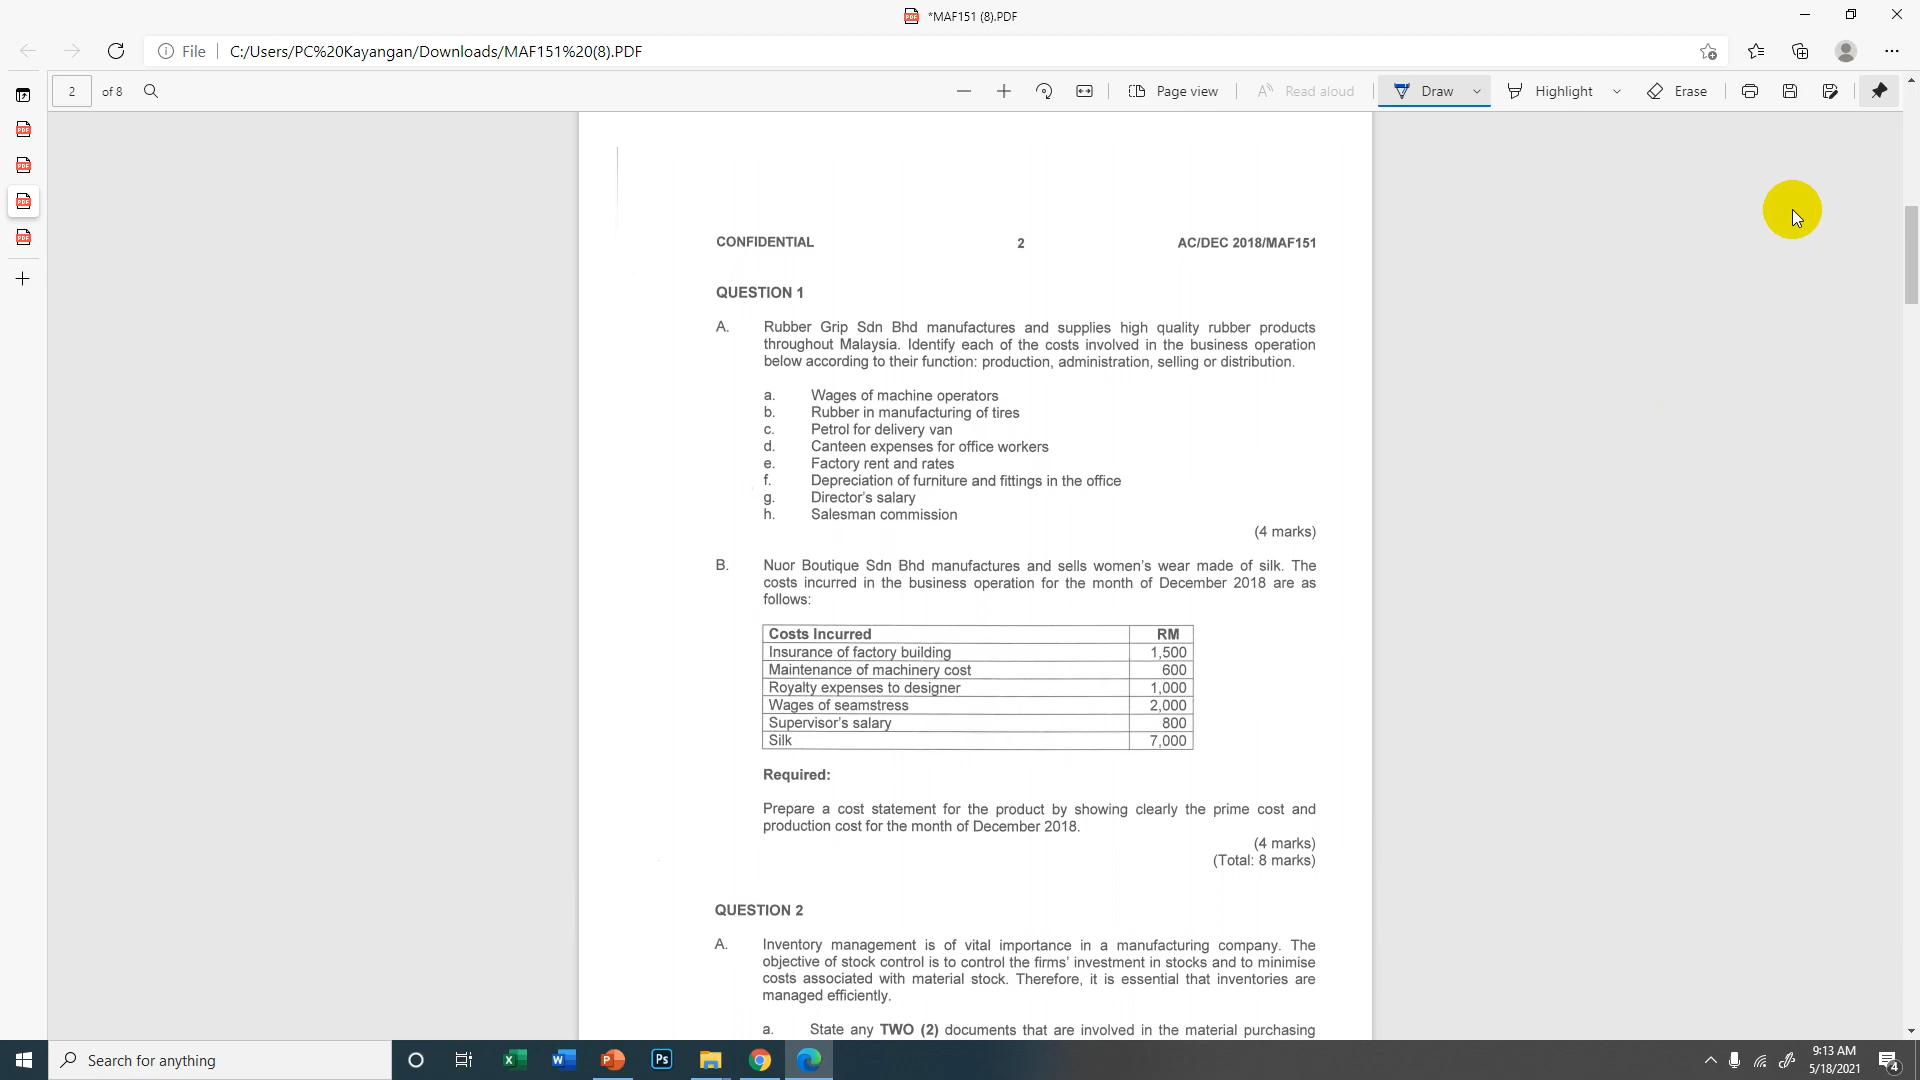 *MAF151 (8).PDF
File C:/Users/PC%20Kayangan/Downloads/MAF151%20(8).PDF
2 of 8 Page view Read aloud Draw Highlight Erase
CONFIDENTIAL 2 AC/DEC 2018/MAF151
QUESTION 1
A. Rubber Grip Sdn Bhd manufactures and supplies high quality rubber products
throughout Malaysia. Identify each of the costs involved in the business operation
below according to their function: production, administration, selling or distribution.
a. Wages of machine operators
b. Rubber in manufacturing of tires
c. Petrol for delivery van
d. Canteen expenses for office workers
e. Factory rent and rates
f. Depreciation of furniture and fittings in the office
g. Director's salary
h. Salesman commission
(4 marks)
B. Nuor Boutique Sdn Bhd manufactures and sells women's wear made of silk. The
costs incurred in the business operation for the month of December 2018 are as
follows:
Costs Incurred RM
Insurance of factory building 1,500
Maintenance of machinery cost 600
Royalty expenses to designer 1,000
Wages of seamstress 2,000
Supervisor's salary 800
Silk 7,000
Required:
Prepare a cost statement for the product by showing clearly the prime cost and
production cost for the month of December 2018.
(4 marks)
(Total: 8 marks)
QUESTION 2
A. Inventory management is of vital importance in a manufacturing company. The
objective of stock control is to control the firms' investment in stocks and to minimise
costs associated with material stock. Therefore, it is essential that inventories are
managed efficiently.
a. State any TWO (2) documents that are involved in the material purchasing
Search for anything
9:13 AM
5/18/2021
4